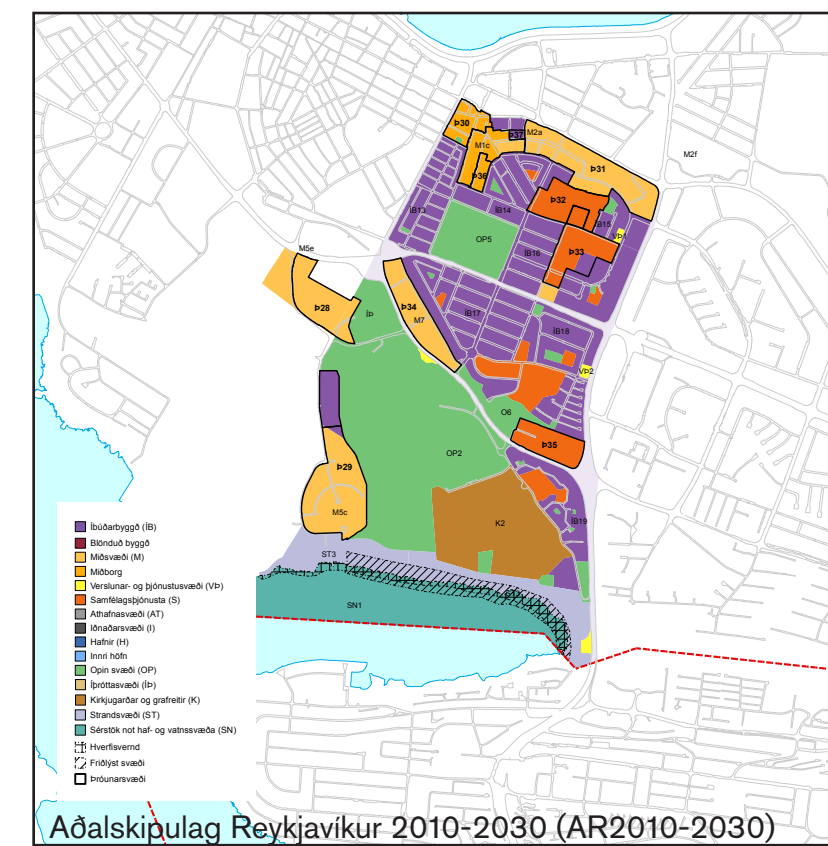 Þ30
Þ37
M2a
M1c
M2f
Þ31
Þ36
Þ32
ÍB13
ÍB14
ÍB15
VÞ1
OP5
ÍB16
Þ33
M5e
Þ28
ÍÞ
Þ34
M7
ÍB17
ÍB18
VÞ2
O6
Þ35
OP2
Þ29
M5c
K2
ÍB19
ST3
SN1
Íbúðarbyggð (ÍB)
Blönduð byggð
Miðsvæði (M)
Miðborg
Verslunar- og þjónustusvæði (VÞ)
Samfélagsþjónusta (S)
Athafnasvæði (AT)
Iðnaðarsvæði (I)
Hafnir (H)
Innri höfn
Opin svæði (OP)
Íþróttasvæði (ÍÞ)
Kirkjugarðar og grafreitir (K)
Strandsvæði (ST)
Sérstök not haf- og vatnssvæða (SN)
Hverfisvernd
Friðlýst svæði
Þróunarsvæði
Aðalskipulag Reykjavíkur 2010-2030 (AR2010-2030)